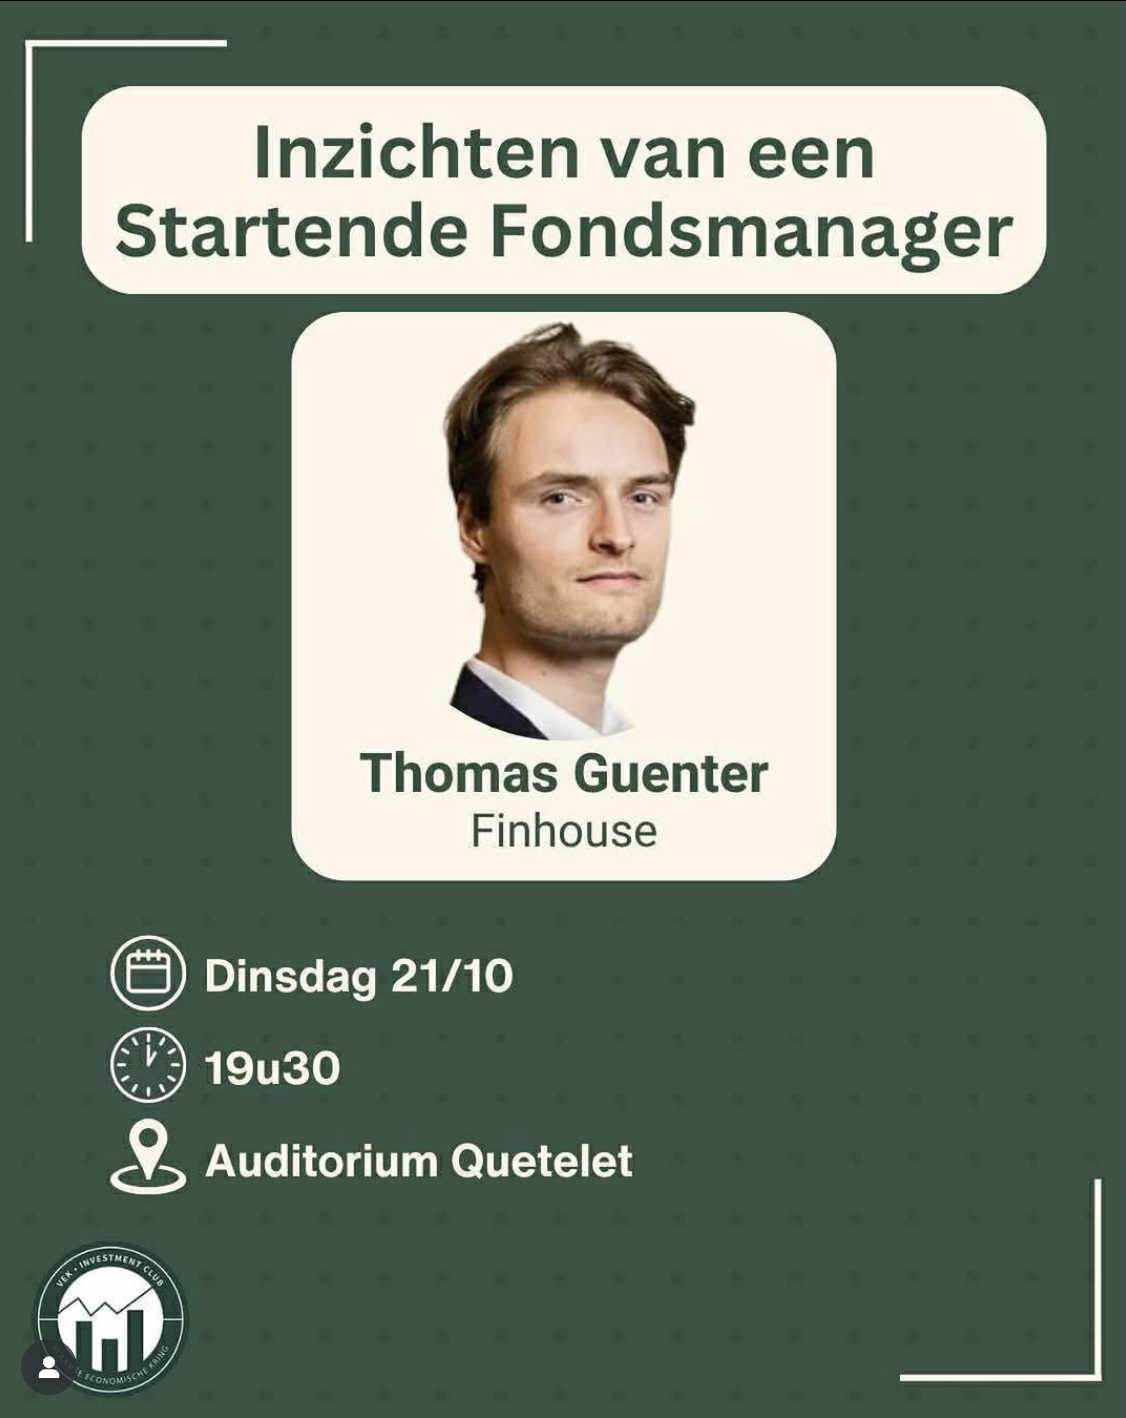 Inzichten van een
Startende Fondsmanager
Thomas Guenter
Finhouse
Dinsdag 21/10
19u30
Auditorium Quetelet
VEK • INVESTMENT CLUB
ECONOMISCHE KRING